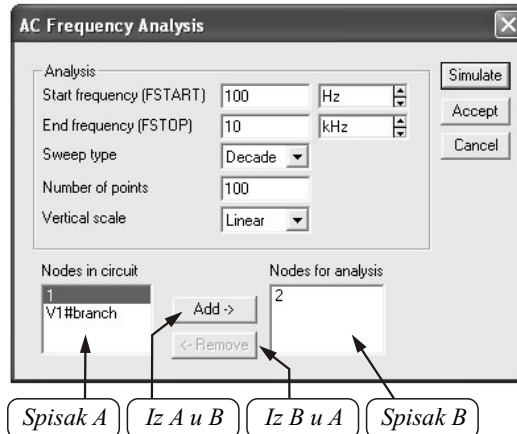 AC Frequency Analysis
Analysis
Start frequency (FSTART) 100 Hz
End frequency (FSTOP) 10 kHz
Sweep type Decade
Number of points 100
Vertical scale Linear
Simulate
Accept
Cancel
Nodes in circuit
1
V1#branch
Add ->
<- Remove
Nodes for analysis
2
Spisak A Iz A u B Iz B u A Spisak B